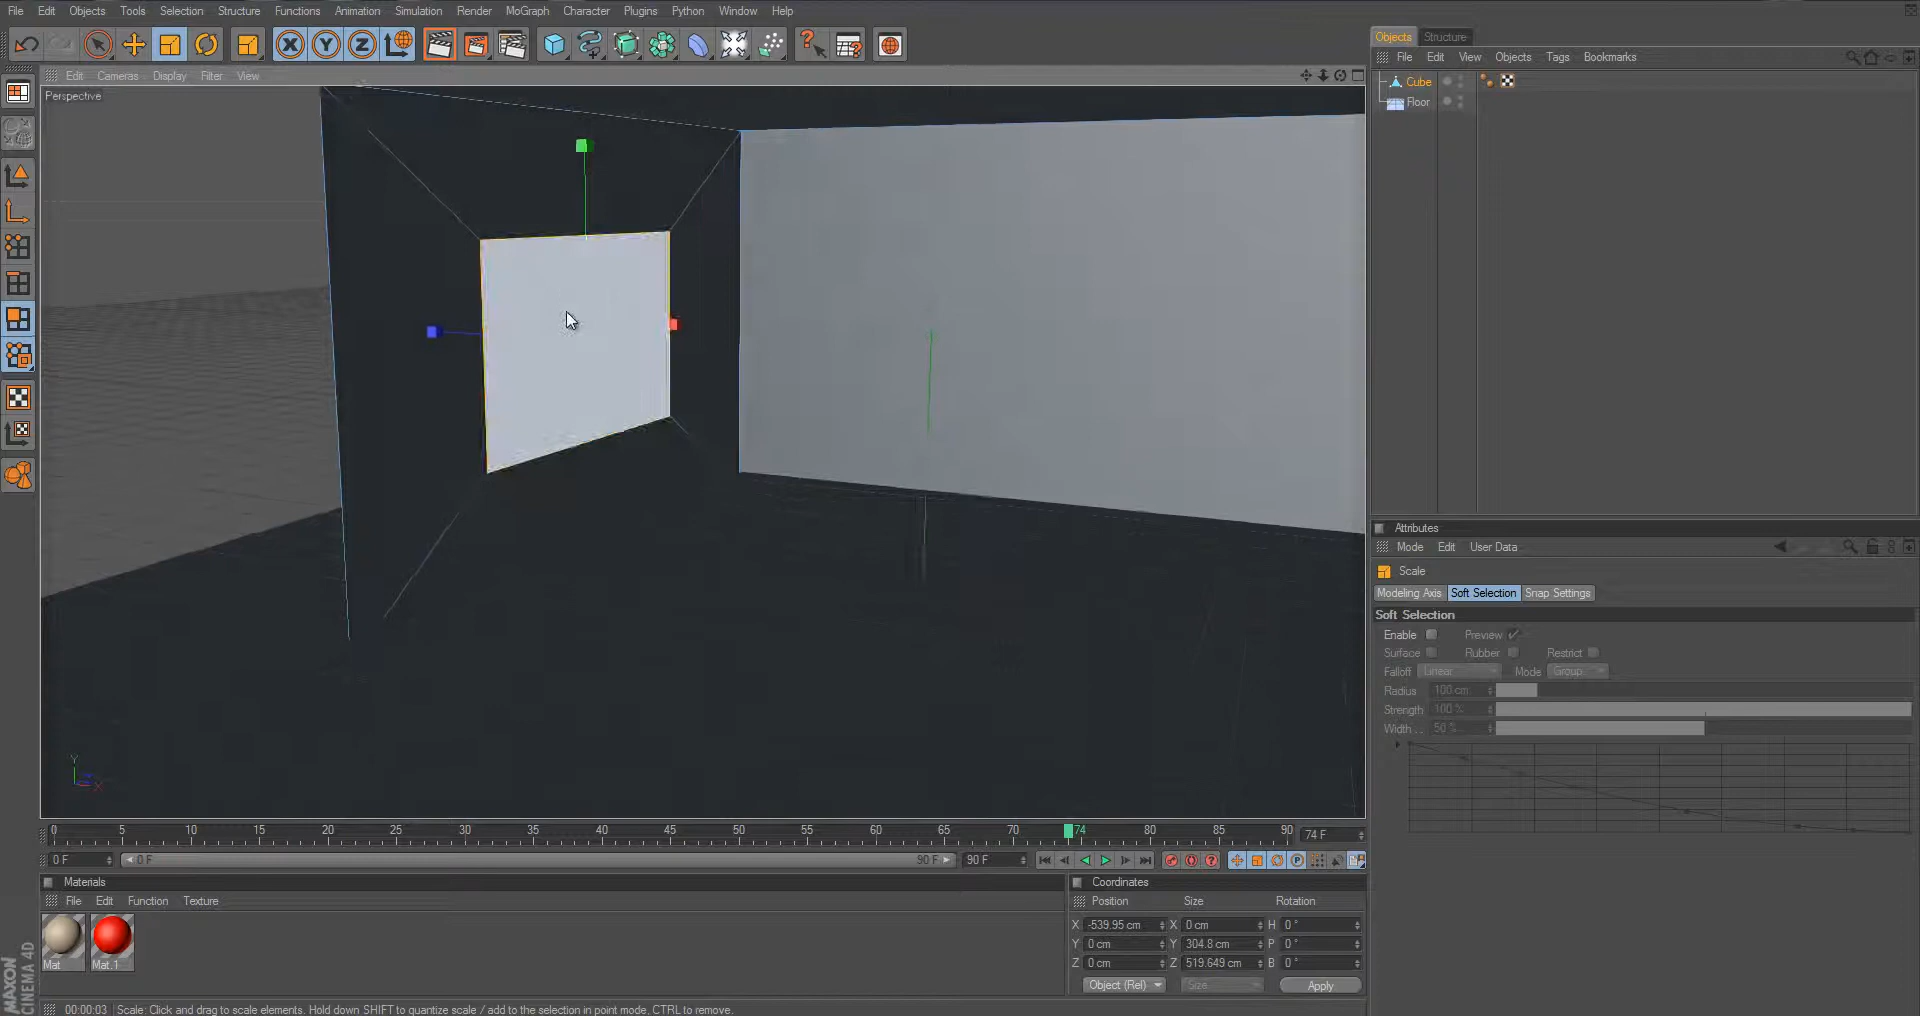 File Edit Objects Tools Selection Structure Functions Animation Simulation Render MoGraph Character Plugins Python Window Help
Objects Structure
File Edit View Objects Tags Bookmarks
Edit Cameras Display Filter View
Perspective
Cube
Floor
Attributes
Mode Edit User Data
Scale
Modeling Axis Soft Selection Snap Settings
Soft Selection
Enable Preview
Surface Rubber Restrict
Falloff Linear Mode Group
Radius 100 cm
Strength 100 %
Width . . 50 %
Y
X
0 5 10 15 20 25 30 35 40 45 50 55 60 65 70 74 80 85 90 74 F
0 F 0 F 90 F 90 F
Materials
File Edit Function Texture
Mat Mat.1
Coordinates
Position Size Rotation
X -539.95 cm X 0 cm H 0 °
Y 0 cm Y 304.8 cm P 0 °
Z 0 cm Z 519.649 cm B 0 °
Object (Rel) Size Apply
MAXON
CINEMA 4D
00:00:03 Scale: Click and drag to scale elements. Hold down SHIFT to quantize scale / add to the selection in point mode, CTRL to remove.